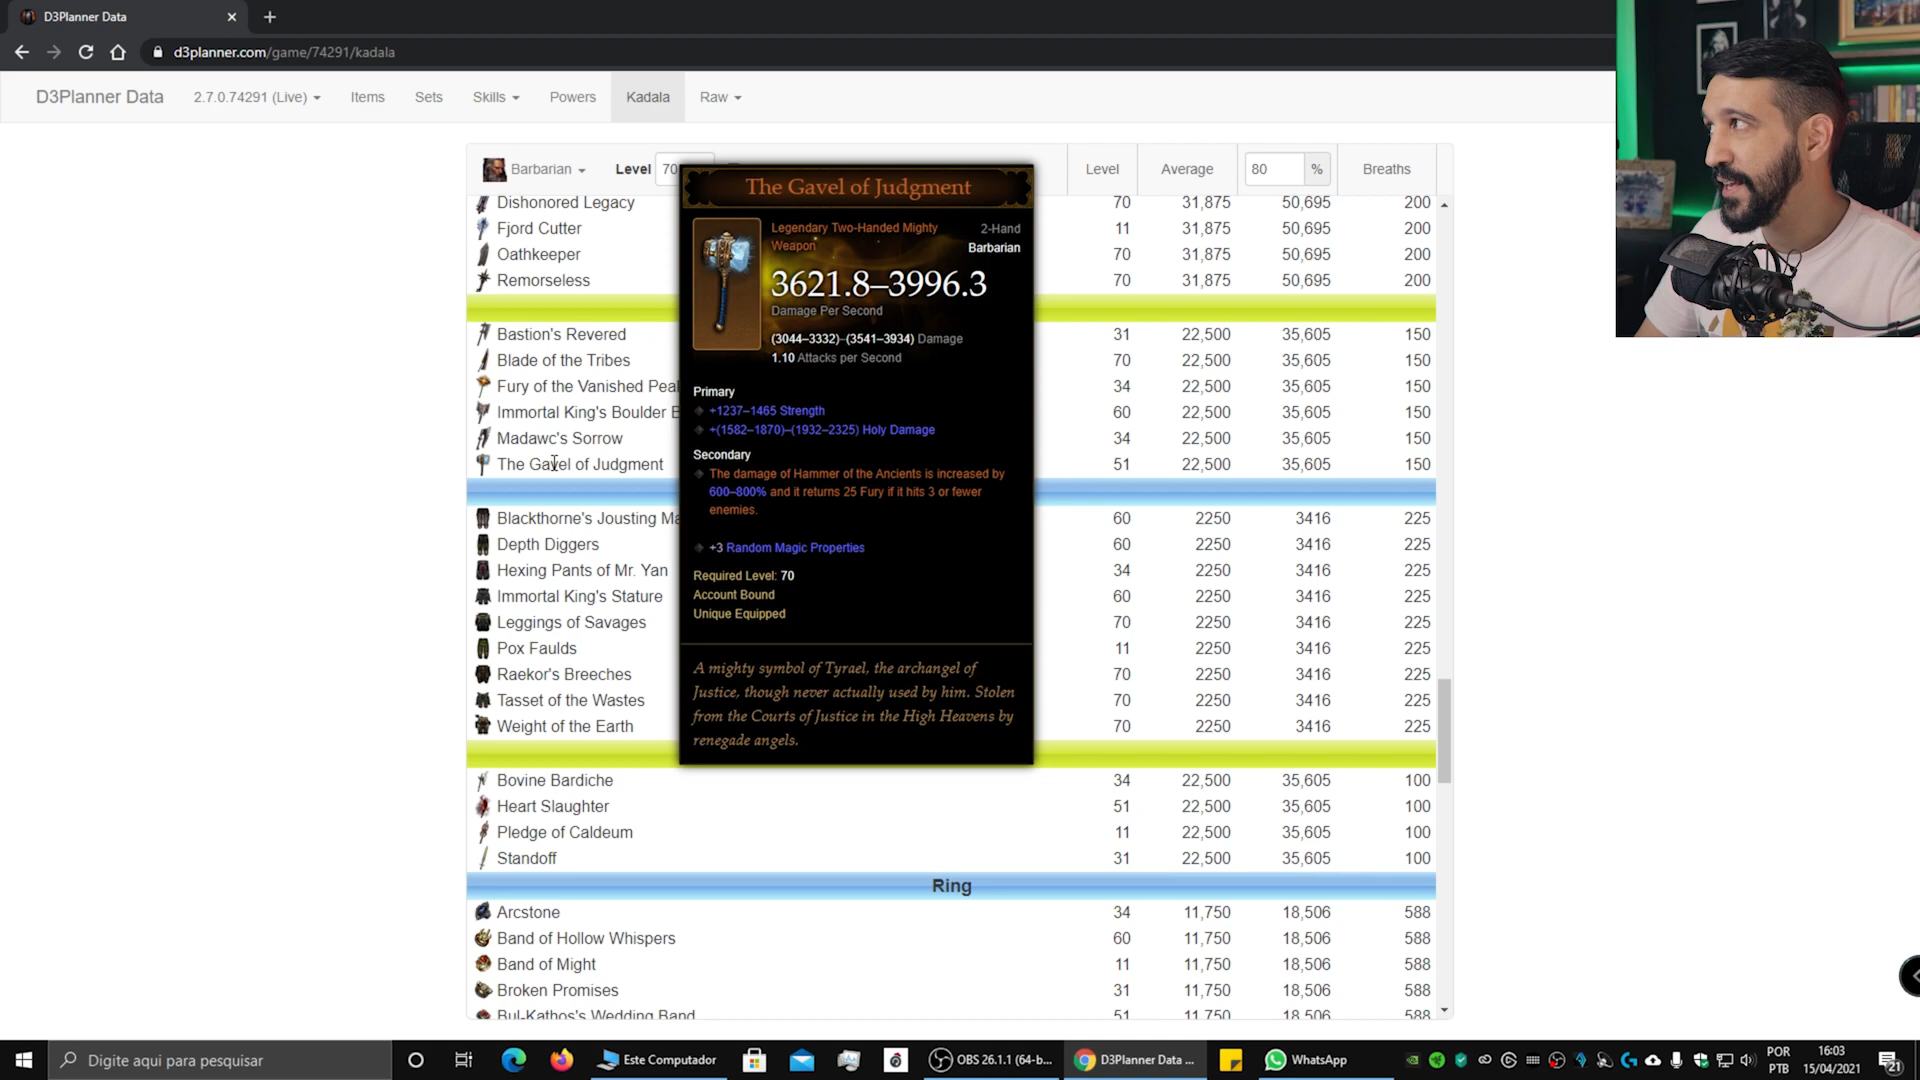 D3Planner Data
d3planner.com/game/74291/kadala
D3Planner Data 2.7.0.74291 (Live) Items Sets Skills Powers Kadala Raw
Barbarian Level 70 Level Average 80 % Breaths
Dishonored Legacy 70 31,875 50,695 200
Fjord Cutter 11 31,875 50,695 200
Oathkeeper 70 31,875 50,695 200
Remorseless 70 31,875 50,695 200
Bastion's Revered 31 22,500 35,605 150
Blade of the Tribes 70 22,500 35,605 150
Fury of the Vanished Pea 34 22,500 35,605 150
Immortal King's Boulder 60 22,500 35,605 150
Madawc's Sorrow 34 22,500 35,605 150
The Gavel of Judgment 51 22,500 35,605 150
Blackthorne's Jousting Ma 60 2250 3416 225
Depth Diggers 60 2250 3416 225
Hexing Pants of Mr. Yan 34 2250 3416 225
Immortal King's Stature 60 2250 3416 225
Leggings of Savages 70 2250 3416 225
Pox Faulds 11 2250 3416 225
Raekor's Breeches 70 2250 3416 225
Tasset of the Wastes 70 2250 3416 225
Weight of the Earth 70 2250 3416 225
Bovine Bardiche 34 22,500 35,605 100
Heart Slaughter 51 22,500 35,605 100
Pledge of Caldeum 11 22,500 35,605 100
Standoff 31 22,500 35,605 100
Ring
Arcstone 34 11,750 18,506 588
Band of Hollow Whispers 60 11,750 18,506 588
Band of Might 11 11,750 18,506 588
Broken Promises 31 11,750 18,506 588
Bul-Kathos's Wedding Band 51 11,750 18,506 588
The Gavel of Judgment
Legendary Two-Handed Mighty 2-Hand
Weapon Barbarian
3621.8–3996.3
Damage Per Second
(3044–3332)–(3541–3934) Damage
1.10 Attacks per Second
Primary
+1237–1465 Strength
+(1582–1870)–(1932–2325) Holy Damage
Secondary
The damage of Hammer of the Ancients is increased by
600–800% and it returns 25 Fury if it hits 3 or fewer
enemies.
+3 Random Magic Properties
Required Level: 70
Account Bound
Unique Equipped
A mighty symbol of Tyrael, the archangel of
Justice, though never actually used by him. Stolen
from the Courts of Justice in the High Heavens by
renegade angels.
Digite aqui para pesquisar Este Computador OBS 26.1.1 (64-b... D3Planner Data ... WhatsApp POR 16:03
PTB 15/04/2021 21